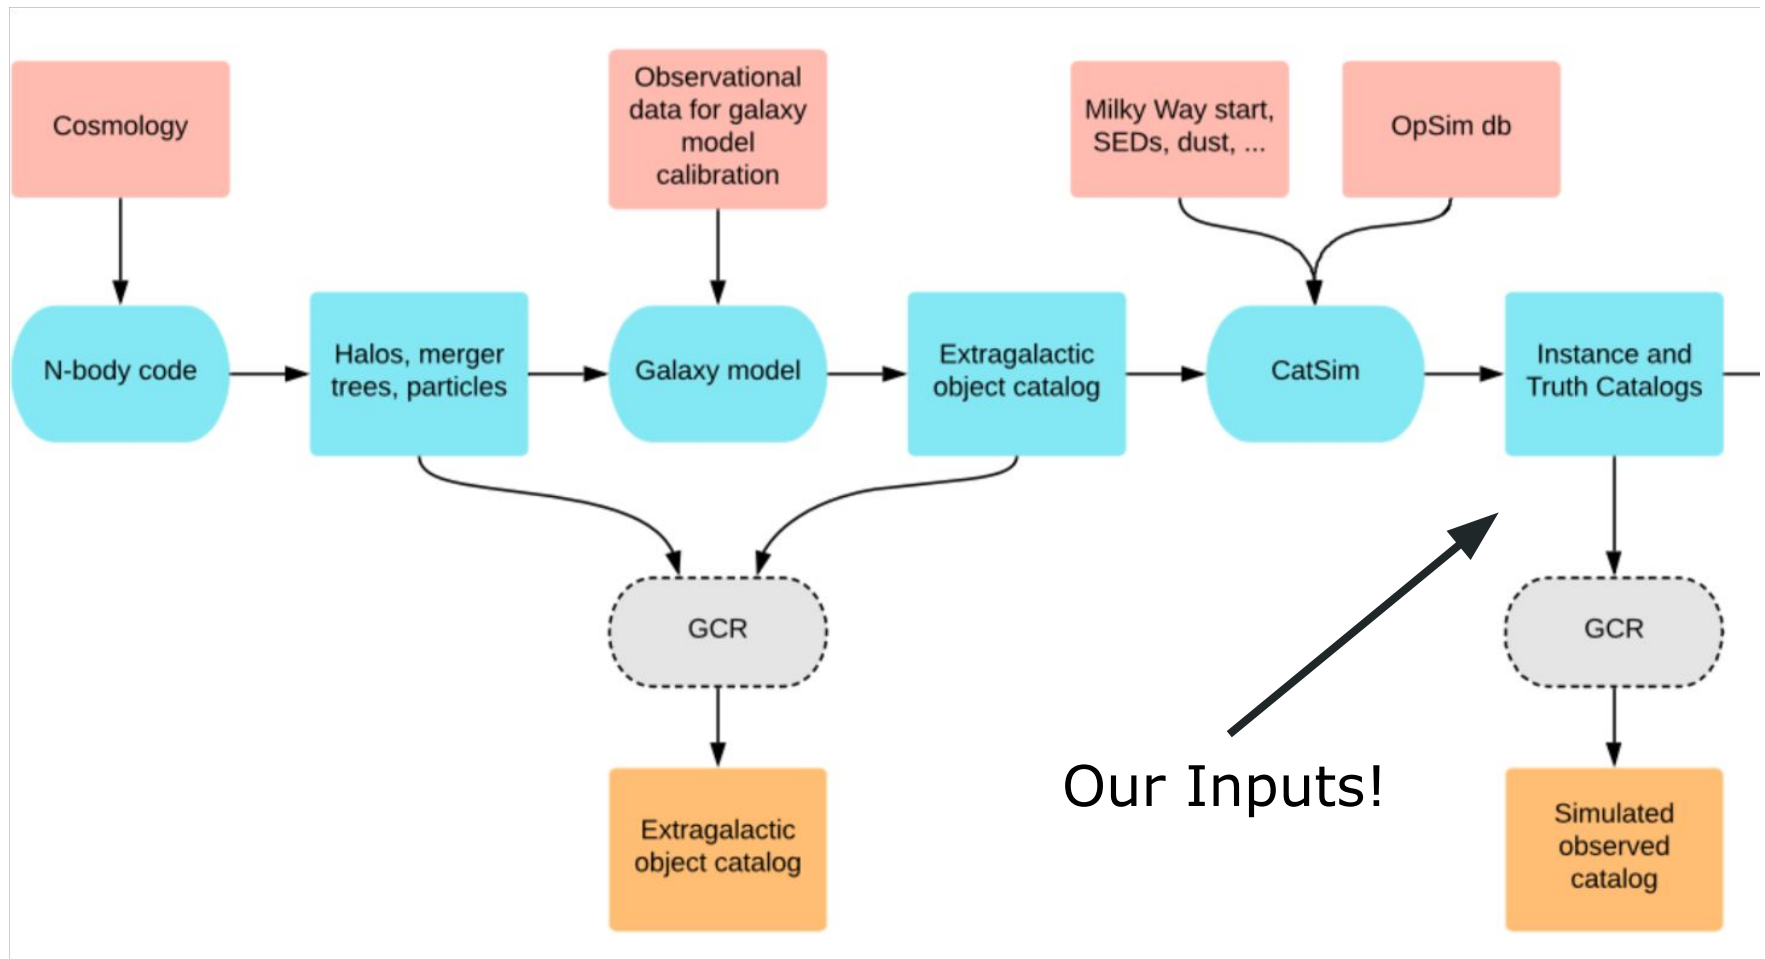 Cosmology
Observational
data for galaxy
model
calibration
Milky Way start,
SEDs, dust, ...
OpSim db
N-body code
Halos, merger
trees, particles
Galaxy model
Extragalactic
object catalog
CatSim
Instance and
Truth Catalogs
GCR
GCR
Our Inputs!
Extragalactic
object catalog
Simulated
observed
catalog